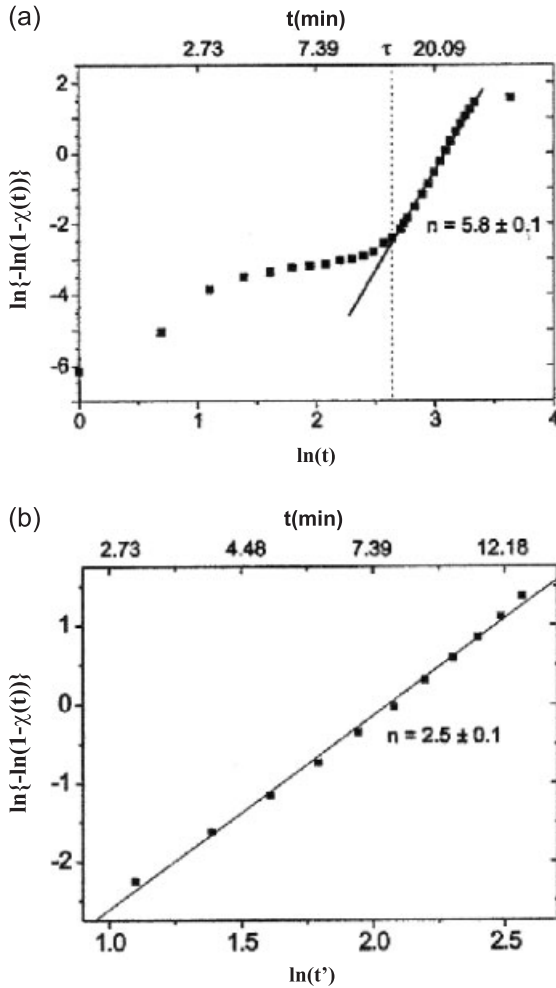 (a)
t(min)
2.73 7.39 τ 20.09
2
0
-2
-4
-6
ln{-ln(1-χ(t))}
n = 5.8 ± 0.1
0 1 2 3 4
ln(t)
(b)
t(min)
2.73 4.48 7.39 12.18
1
0
-1
-2
ln{-ln(1-χ(t))}
n = 2.5 ± 0.1
1.0 1.5 2.0 2.5
ln(t')